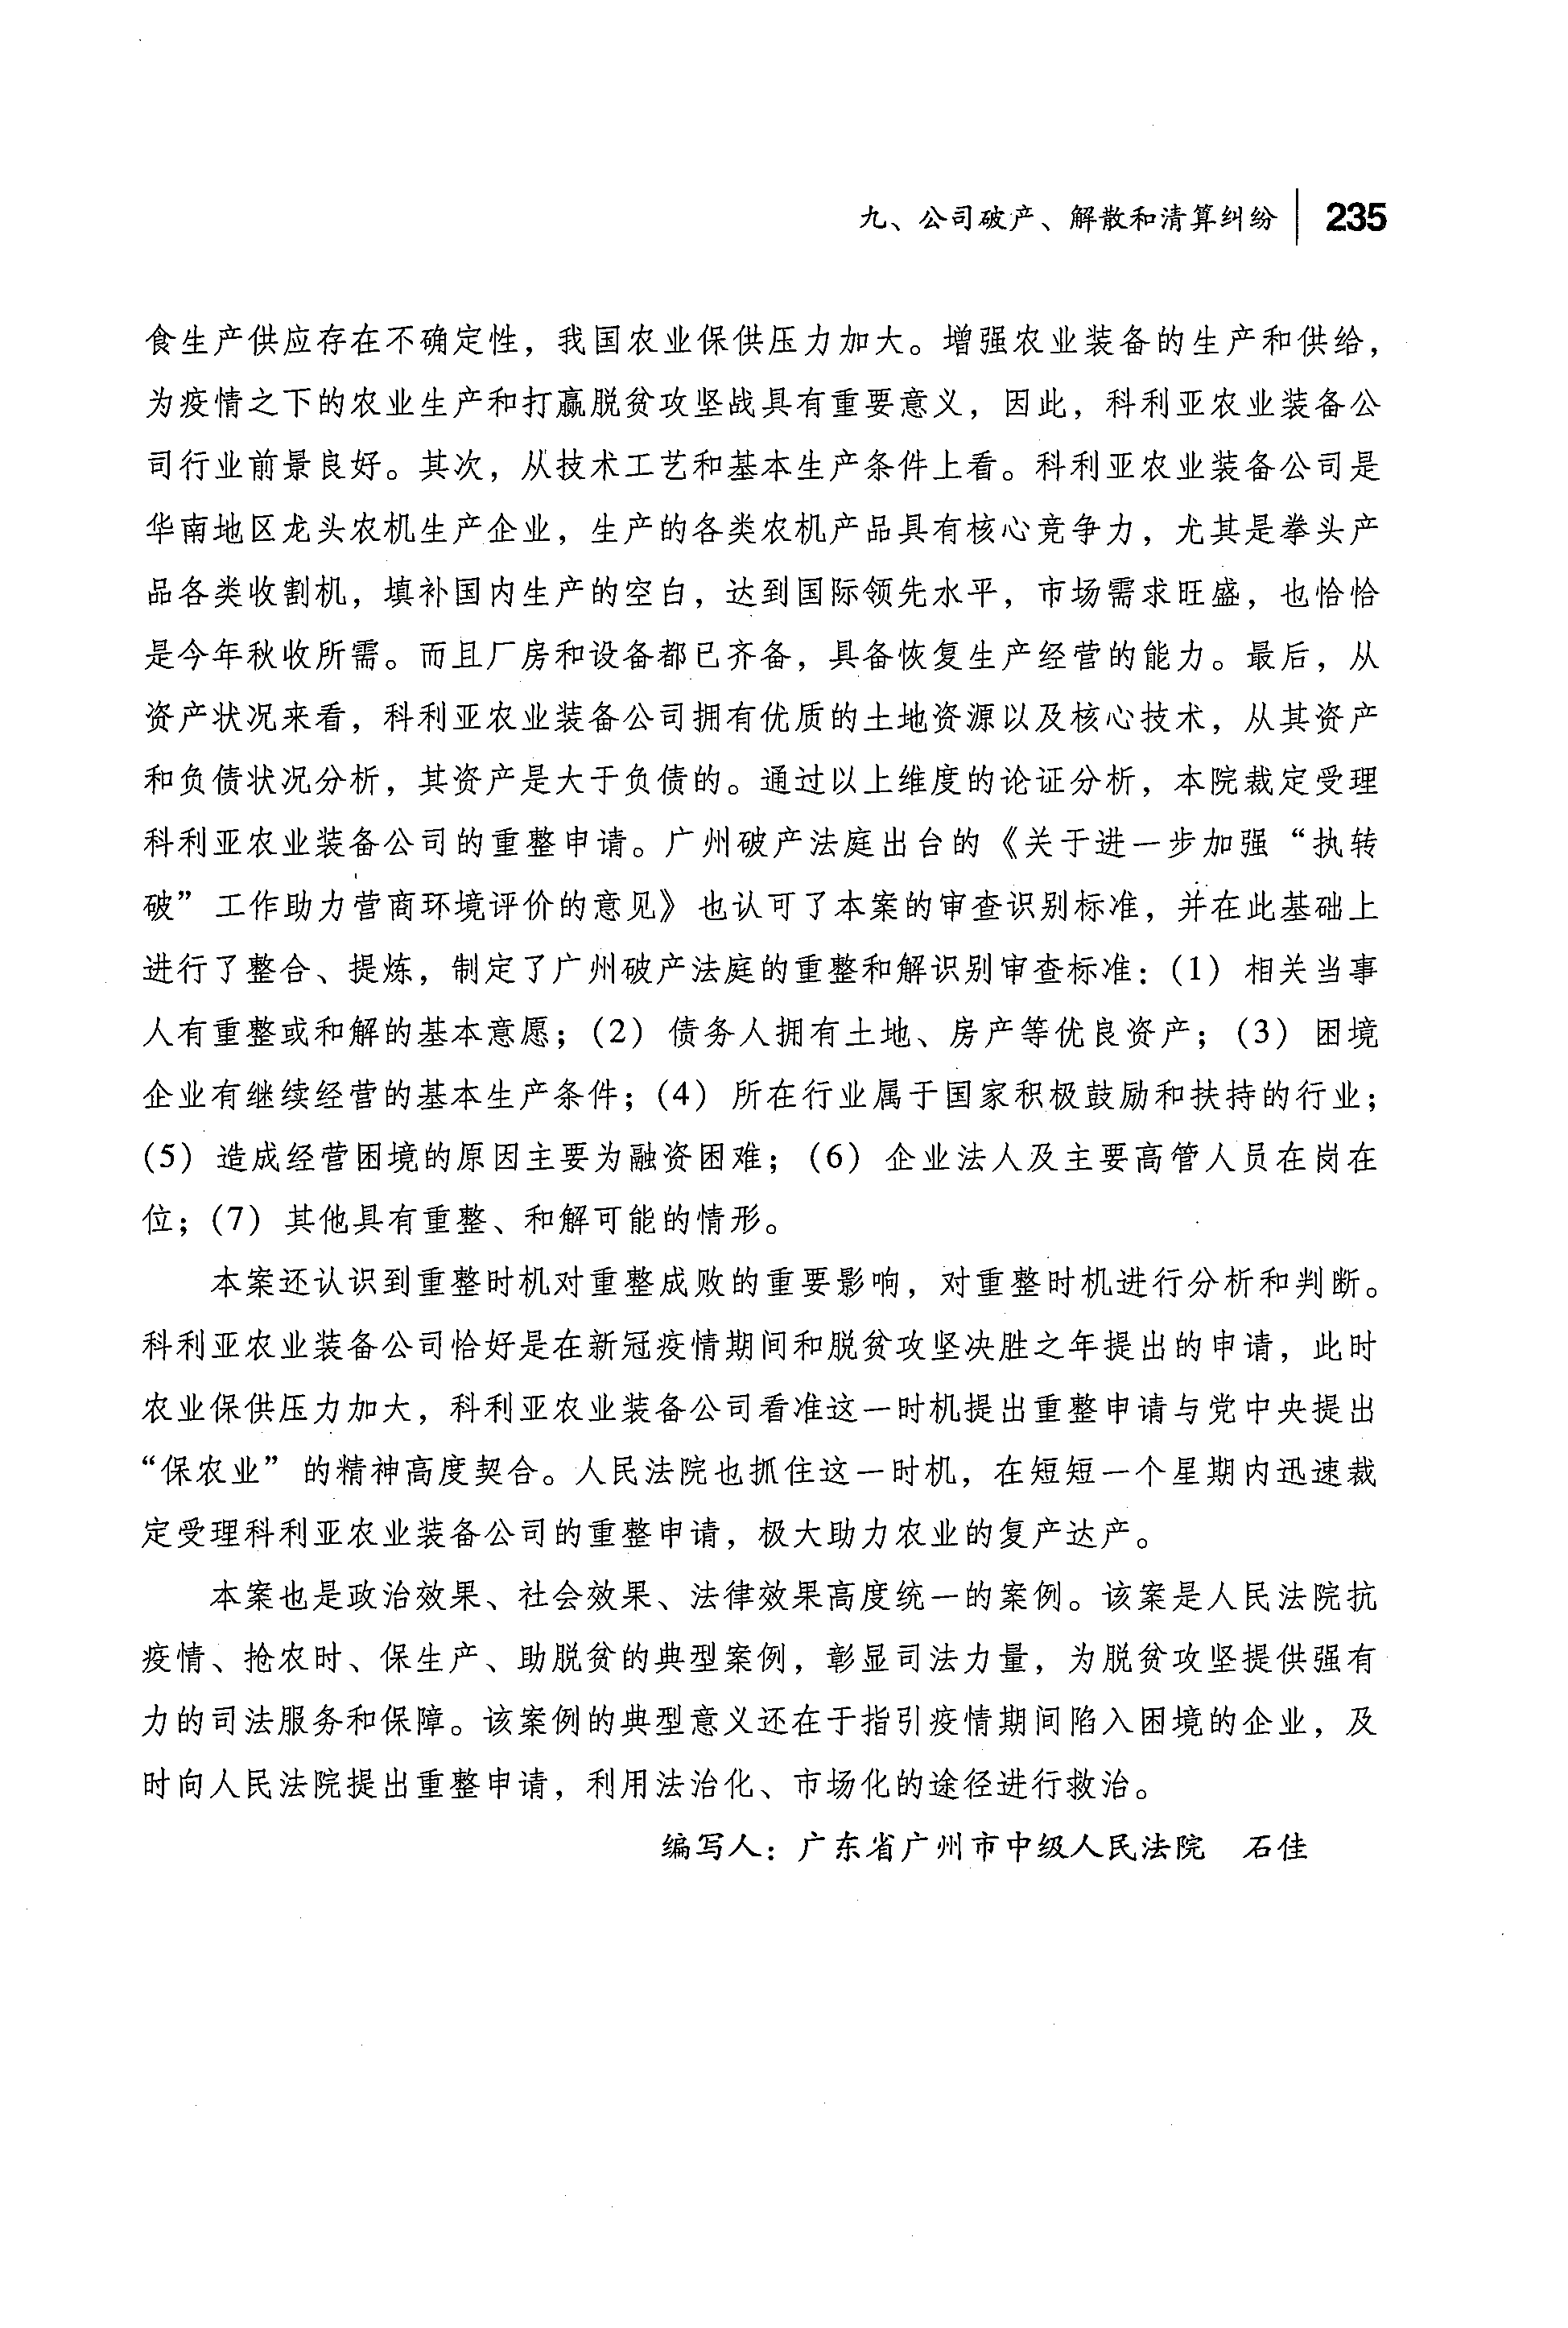 九、公司破产、解散和清算纠纷 235
食生产供应存在不确定性，我国农业保供压力加大。增强农业装备的生产和供给，
为疫情之下的农业生产和打赢脱贫攻坚战具有重要意义，因此，科利亚农业装备公
司行业前景良好。其次，从技术工艺和基本生产条件上看。科利亚农业装备公司是
华南地区龙头农机生产企业，生产的各类农机产品具有核心竞争力，尤其是拳头产
品各类收割机，填补国内生产的空白，达到国际领先水平，市场需求旺盛，也恰恰
是今年秋收所需。而且厂房和设备都已齐备，具备恢复生产经营的能力。最后，从
资产状况来看，科利亚农业装备公司拥有优质的土地资源以及核心技术，从其资产
和负债状况分析，其资产是大于负债的。通过以上维度的论证分析，本院裁定受理
科利亚农业装备公司的重整申请。广州破产法庭出台的《关于进一步加强“执转
破”工作助力营商环境评价的意见》也认可了本案的审查识别标准，并在此基础上
进行了整合、提炼，制定了广州破产法庭的重整和解识别审查标准：（1）相关当事
人有重整或和解的基本意愿；（2）债务人拥有土地、房产等优良资产；（3）困境
企业有继续经营的基本生产条件；（4）所在行业属于国家积极鼓励和扶持的行业；
（5）造成经营困境的原因主要为融资困难；（6）企业法人及主要高管人员在岗在
位；（7）其他具有重整、和解可能的情形。
本案还认识到重整时机对重整成败的重要影响，对重整时机进行分析和判断。
科利亚农业装备公司恰好是在新冠疫情期间和脱贫攻坚决胜之年提出的申请，此时
农业保供压力加大，科利亚农业装备公司看准这一时机提出重整申请与党中央提出
“保农业”的精神高度契合。人民法院也抓住这一时机，在短短一个星期内迅速裁
定受理科利亚农业装备公司的重整申请，极大助力农业的复产达产。
本案也是政治效果、社会效果、法律效果高度统一的案例。该案是人民法院抗
疫情、抢农时、保生产、助脱贫的典型案例，彰显司法力量，为脱贫攻坚提供强有
力的司法服务和保障。该案例的典型意义还在于指引疫情期间陷入困境的企业，及
时向人民法院提出重整申请，利用法治化、市场化的途径进行救治。
编写人：广东省广州市中级人民法院 石佳